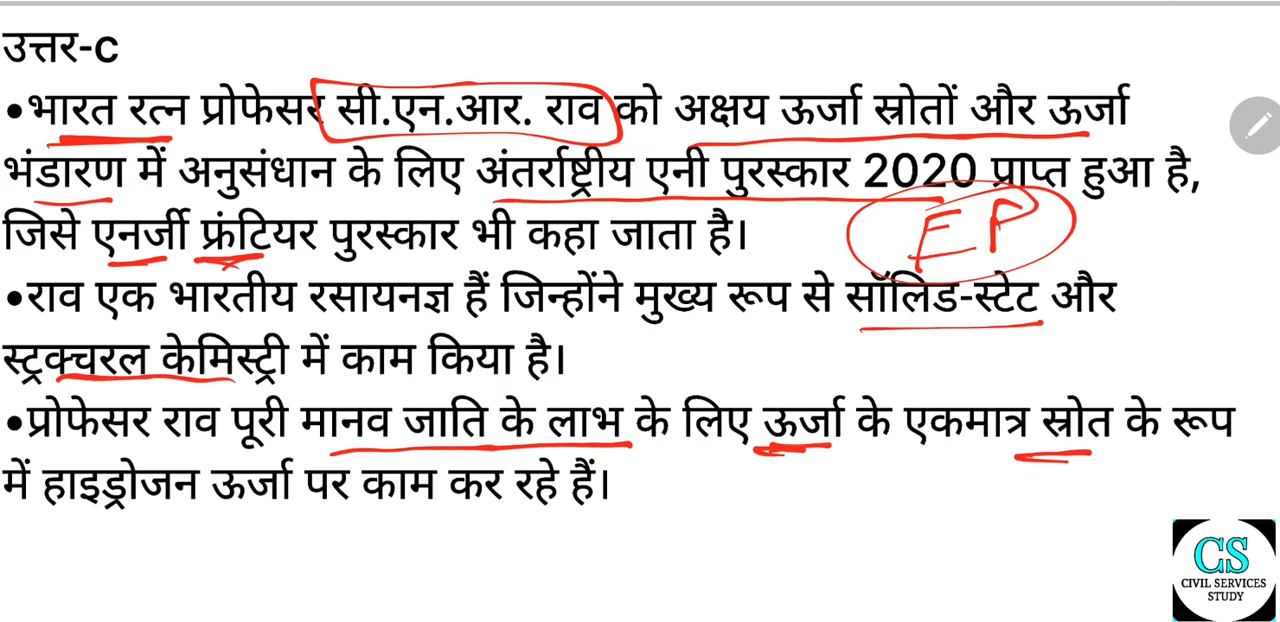 उत्तर-C
•भारत रत्न प्रोफेसर सी.एन.आर. राव को अक्षय ऊर्जा स्रोतों और ऊर्जा
भंडारण में अनुसंधान के लिए अंतर्राष्ट्रीय एनी पुरस्कार 2020 प्राप्त हुआ है,
जिसे एनर्जी फ्रंटियर पुरस्कार भी कहा जाता है।
EP
•राव एक भारतीय रसायनज्ञ हैं जिन्होंने मुख्य रूप से सॉलिड-स्टेट और
स्ट्रक्चरल केमिस्ट्री में काम किया है।
•प्रोफेसर राव पूरी मानव जाति के लाभ के लिए ऊर्जा के एकमात्र स्रोत के रूप
में हाइड्रोजन ऊर्जा पर काम कर रहे हैं।
CS
CIVIL SERVICES
STUDY